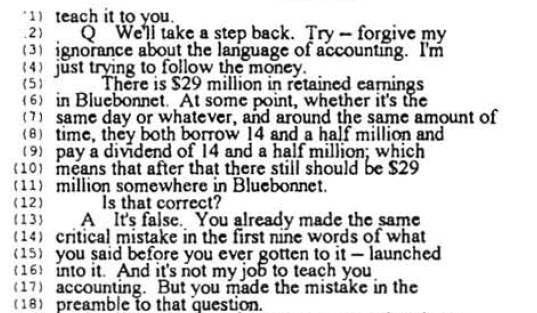 (1) teach it to you.
(2) Q We'll take a step back. Try – forgive my
(3) ignorance about the language of accounting. I'm
(4) just trying to follow the money.
(5) There is $29 million in retained earnings
(6) in Bluebonnet. At some point, whether it's the
(7) same day or whatever, and around the same amount of
(8) time, they both borrow 14 and a half million and
(9) pay a dividend of 14 and a half million; which
(10) means that after that there still should be $29
(11) million somewhere in Bluebonnet.
(12) Is that correct?
(13) A It's false. You already made the same
(14) critical mistake in the first nine words of what
(15) you said before you ever gotten to it – launched
(16) into it. And it's not my job to teach you
(17) accounting. But you made the mistake in the
(18) preamble to that question.